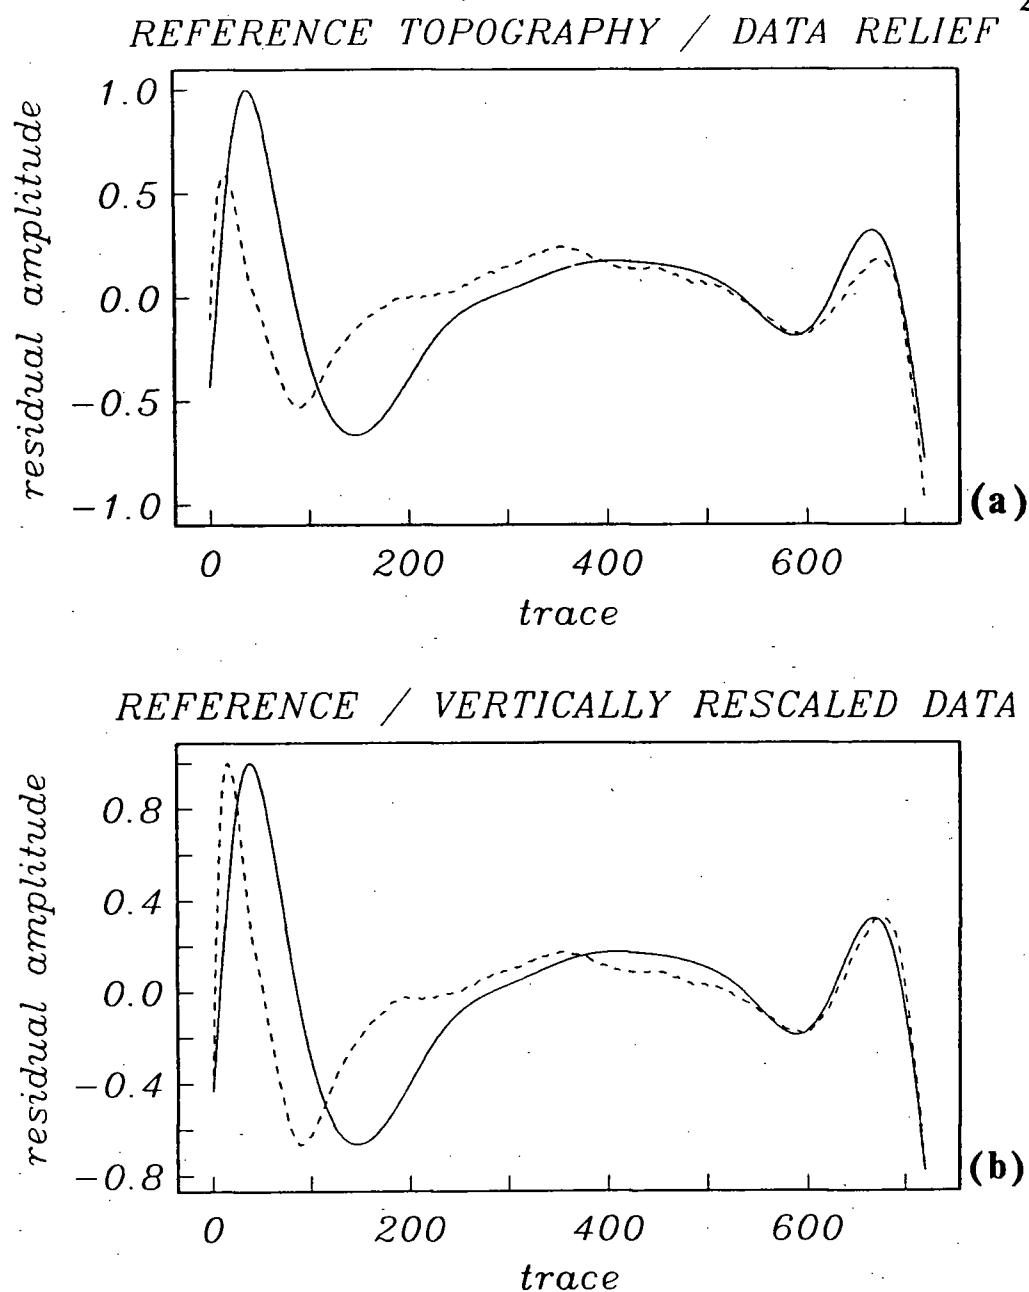 REFERENCE TOPOGRAPHY / DATA RELIEF
residual amplitude
1.0
0.5
0.0
−0.5
−1.0
(a)
0 200 400 600
trace
REFERENCE / VERTICALLY RESCALED DATA
residual amplitude
0.8
0.4
0.0
−0.4
−0.8
(b)
0 200 400 600
trace